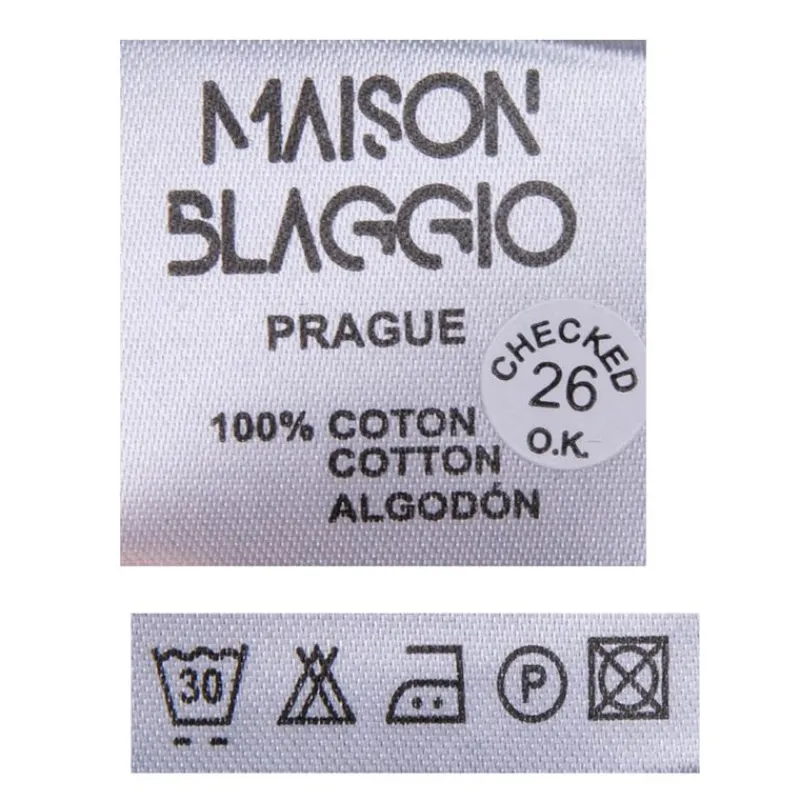 MAISON
BLAGGIO
PRAGUE
CHECKED
26
O.K.
100% COTON
COTTON
ALGODÓN
30
P